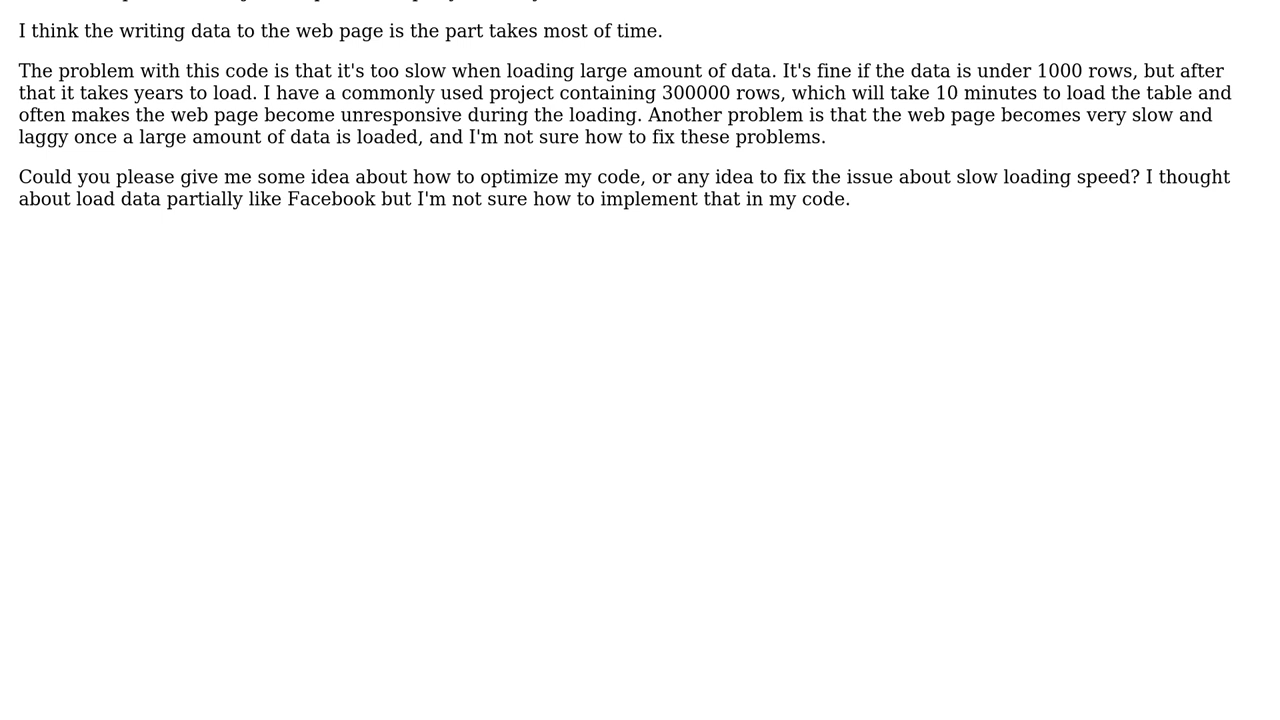 I think the writing data to the web page is the part takes most of time.
The problem with this code is that it's too slow when loading large amount of data. It's fine if the data is under 1000 rows, but after
that it takes years to load. I have a commonly used project containing 300000 rows, which will take 10 minutes to load the table and
often makes the web page become unresponsive during the loading. Another problem is that the web page becomes very slow and
laggy once a large amount of data is loaded, and I'm not sure how to fix these problems.
Could you please give me some idea about how to optimize my code, or any idea to fix the issue about slow loading speed? I thought
about load data partially like Facebook but I'm not sure how to implement that in my code.